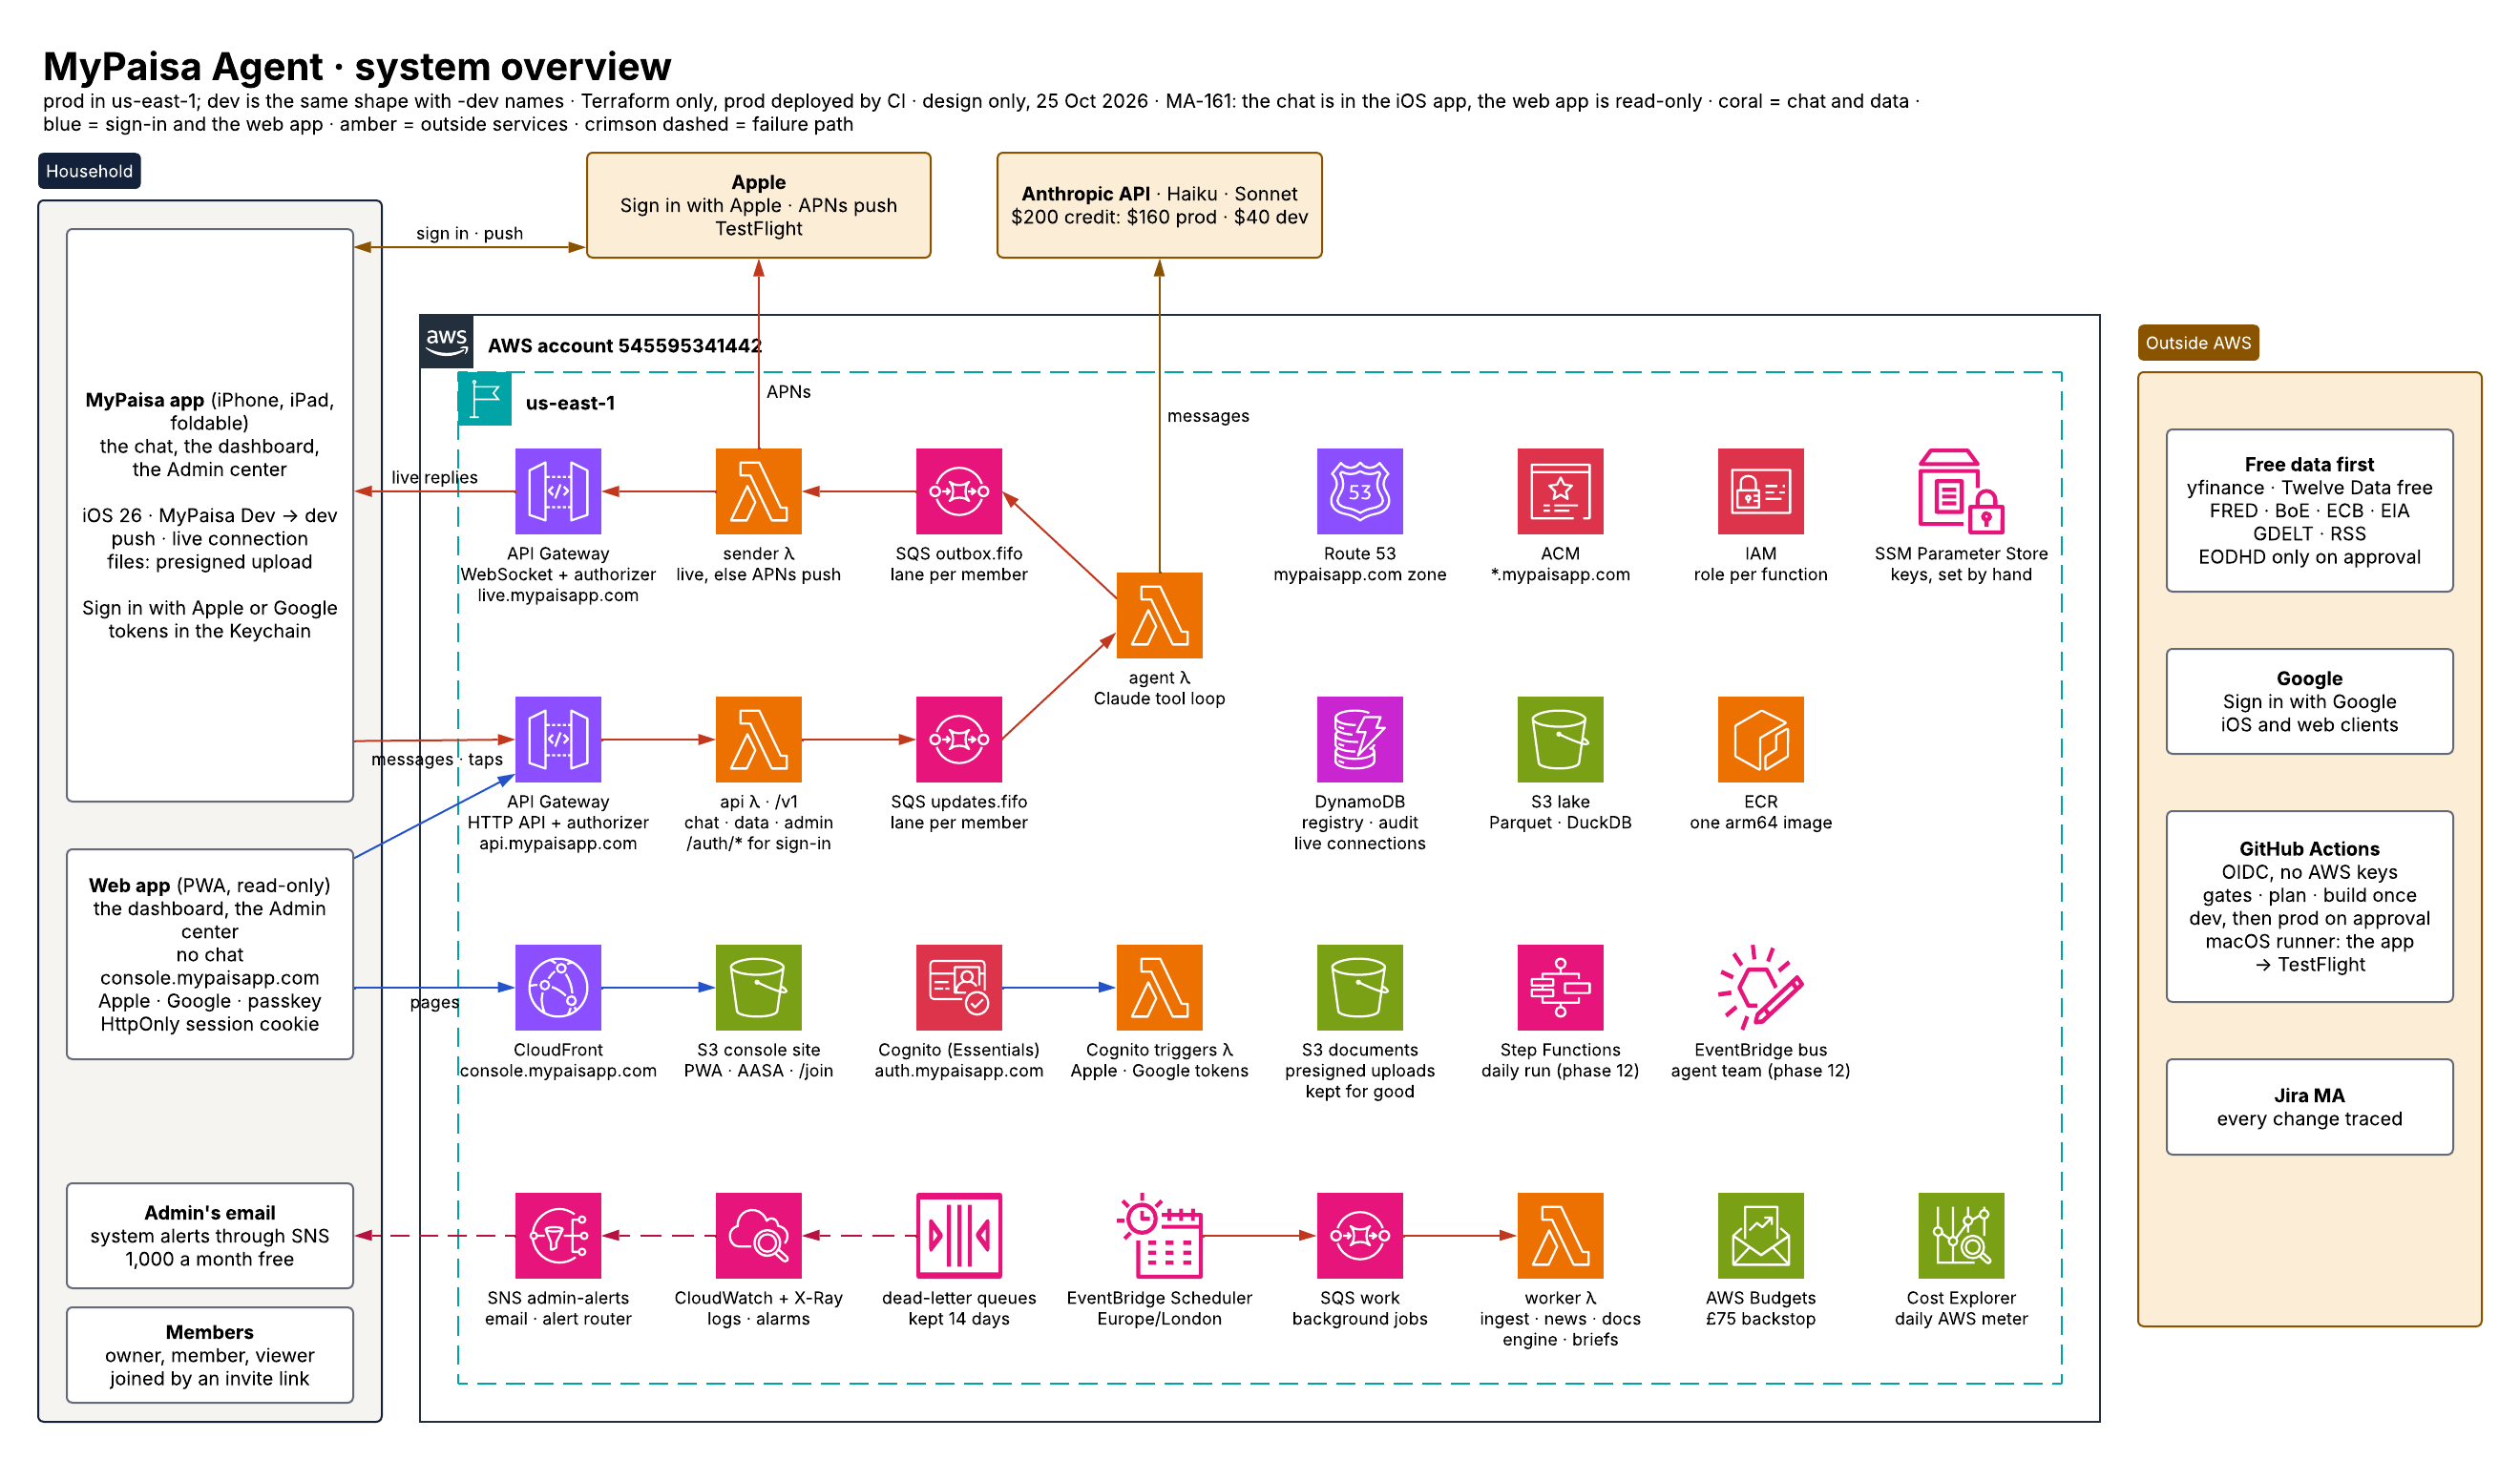 MyPaisa Agent · system overview
prod in us-east-1; dev is the same shape with -dev names · Terraform only, prod deployed by CI · design only, 25 Oct 2026 · MA-161: the chat is in the iOS app, the web app is read-only · coral = chat and data ·
blue = sign-in and the web app · amber = outside services · crimson dashed = failure path
Household
MyPaisa app (iPhone, iPad,
foldable)
the chat, the dashboard,
the Admin center
iOS 26 · MyPaisa Dev → dev
push · live connection
files: presigned upload
Sign in with Apple or Google
tokens in the Keychain
Web app (PWA, read-only)
the dashboard, the Admin
center
no chat
console.mypaisapp.com
Apple · Google · passkey
HttpOnly session cookie
Admin's email
system alerts through SNS
1,000 a month free
Members
owner, member, viewer
joined by an invite link
sign in · push
Apple
Sign in with Apple · APNs push
TestFlight
Anthropic API · Haiku · Sonnet
$200 credit: $160 prod · $40 dev
aws
AWS account 545595341442
us-east-1
APNs
messages
live replies
API Gateway
WebSocket + authorizer
live.mypaisapp.com
sender λ
live, else APNs push
SQS outbox.fifo
lane per member
agent λ
Claude tool loop
53
Route 53
mypaisapp.com zone
ACM
*.mypaisapp.com
IAM
role per function
SSM Parameter Store
keys, set by hand
messages · taps
API Gateway
HTTP API + authorizer
api.mypaisapp.com
api λ · /v1
chat · data · admin
/auth/* for sign-in
SQS updates.fifo
lane per member
DynamoDB
registry · audit
live connections
S3 lake
Parquet · DuckDB
ECR
one arm64 image
pages
CloudFront
console.mypaisapp.com
S3 console site
PWA · AASA · /join
Cognito (Essentials)
auth.mypaisapp.com
Cognito triggers λ
Apple · Google tokens
S3 documents
presigned uploads
kept for good
Step Functions
daily run (phase 12)
EventBridge bus
agent team (phase 12)
SNS admin-alerts
email · alert router
CloudWatch + X-Ray
logs · alarms
dead-letter queues
kept 14 days
EventBridge Scheduler
Europe/London
SQS work
background jobs
worker λ
ingest · news · docs
engine · briefs
AWS Budgets
£75 backstop
Cost Explorer
daily AWS meter
Outside AWS
Free data first
yfinance · Twelve Data free
FRED · BoE · ECB · EIA
GDELT · RSS
EODHD only on approval
Google
Sign in with Google
iOS and web clients
GitHub Actions
OIDC, no AWS keys
gates · plan · build once
dev, then prod on approval
macOS runner: the app
→ TestFlight
Jira MA
every change traced